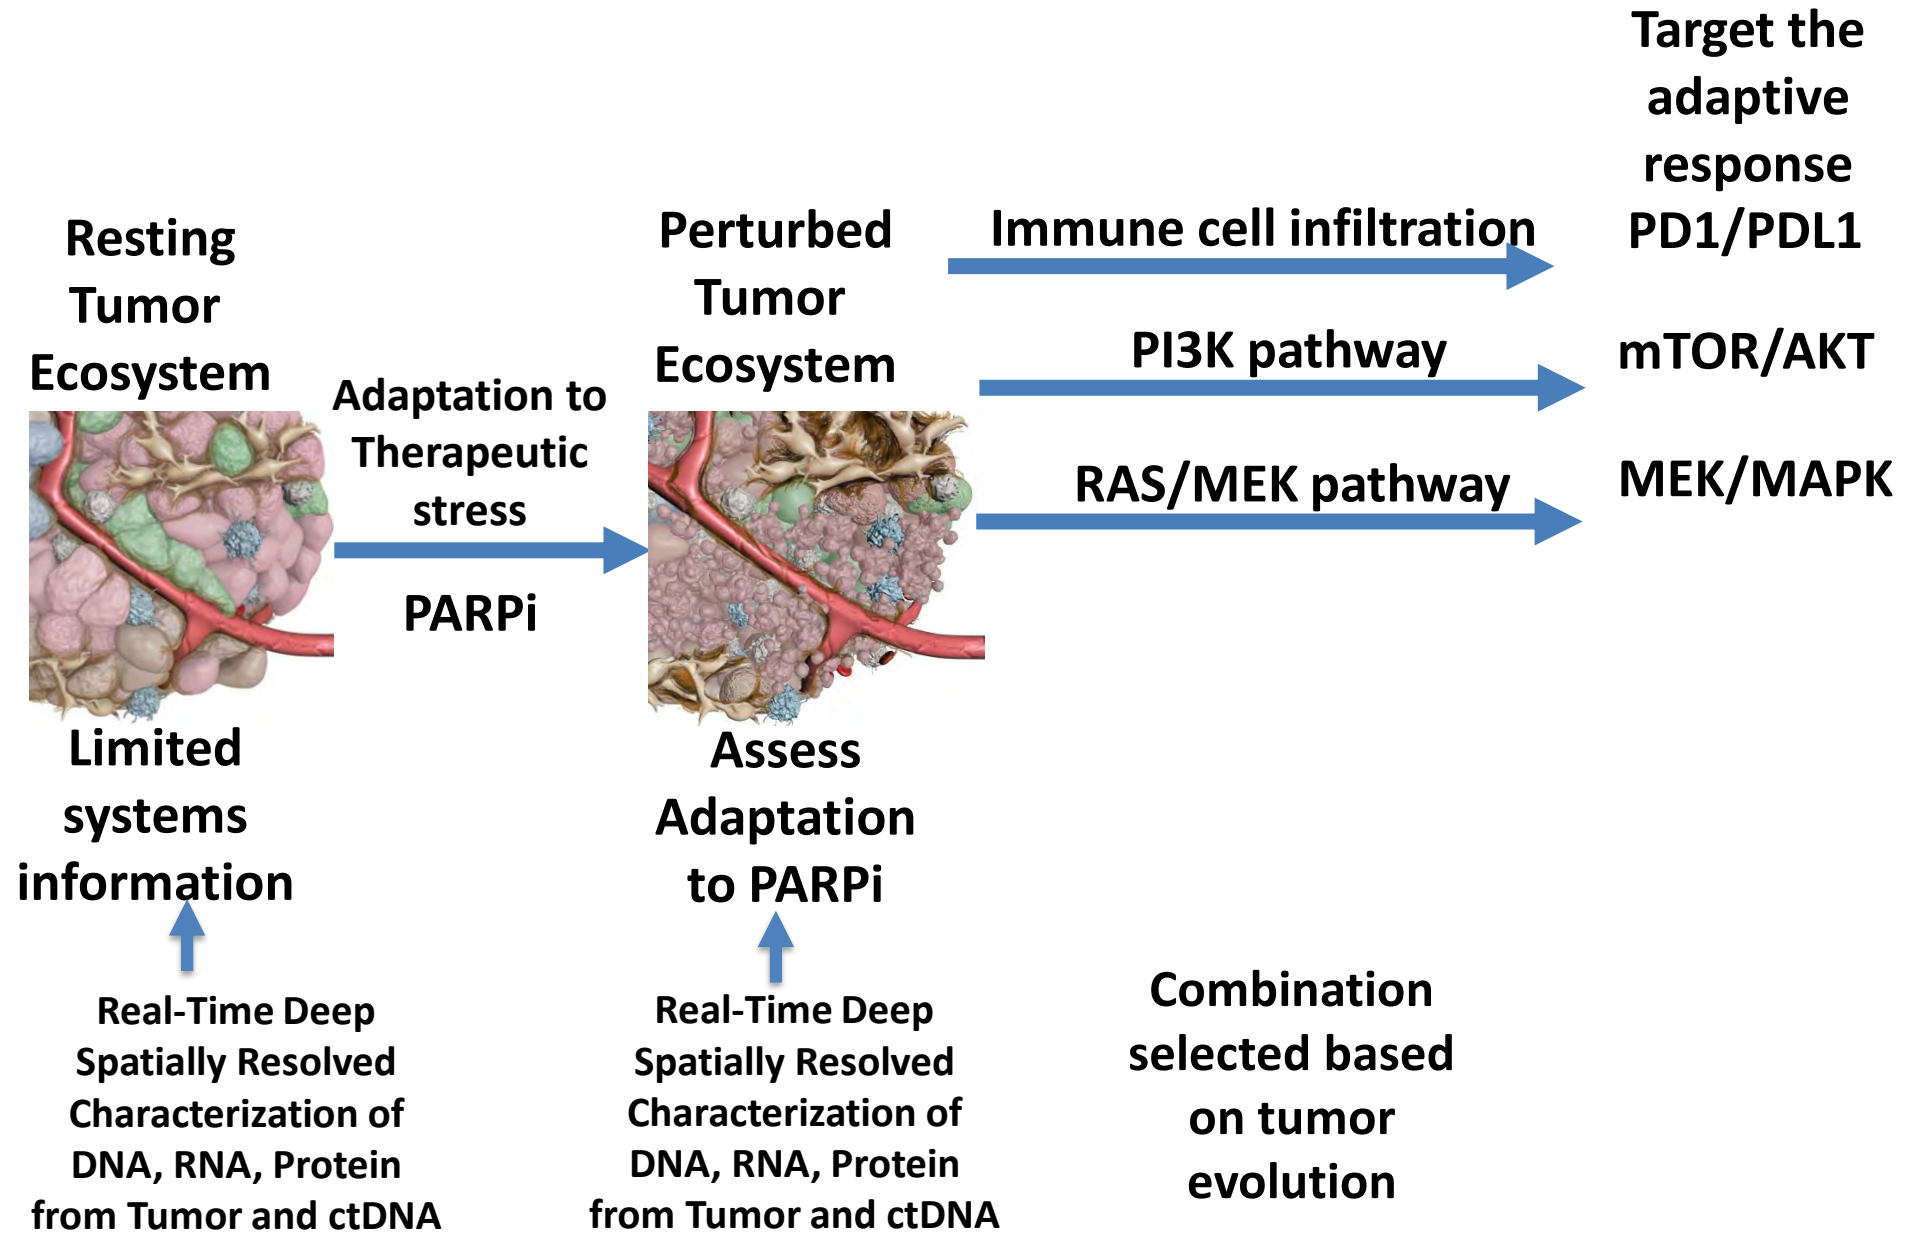 Resting
Tumor
Ecosystem
Adaptation to
Therapeutic
stress
PARPi
Perturbed
Tumor
Ecosystem
Immune cell infiltration
PI3K pathway
RAS/MEK pathway
Target the
adaptive
response
PD1/PDL1
mTOR/AKT
MEK/MAPK
Limited
systems
information
Real-Time Deep
Spatially Resolved
Characterization of
DNA, RNA, Protein
from Tumor and ctDNA
Assess
Adaptation
to PARPi
Real-Time Deep
Spatially Resolved
Characterization of
DNA, RNA, Protein
from Tumor and ctDNA
Combination
selected based
on tumor
evolution